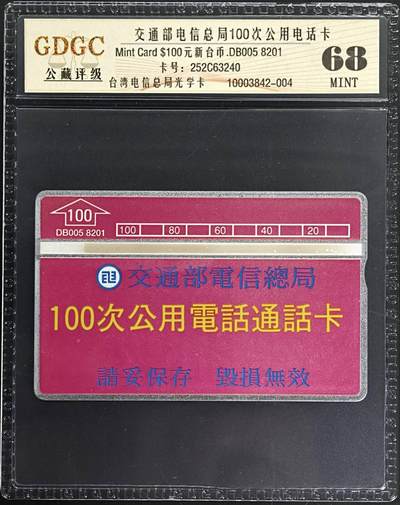 GDGC
公藏评级
交通部电信总局100次公用电话卡
Mint Card $100元新台币.DB005 8201
卡号：252C63240
台湾电信总局光学卡 10003842-004
68
MINT
100
DB005 8201
100 80 60 40 20
交通部電信總局
100次公用電話通話卡
請妥保存 毀損無效